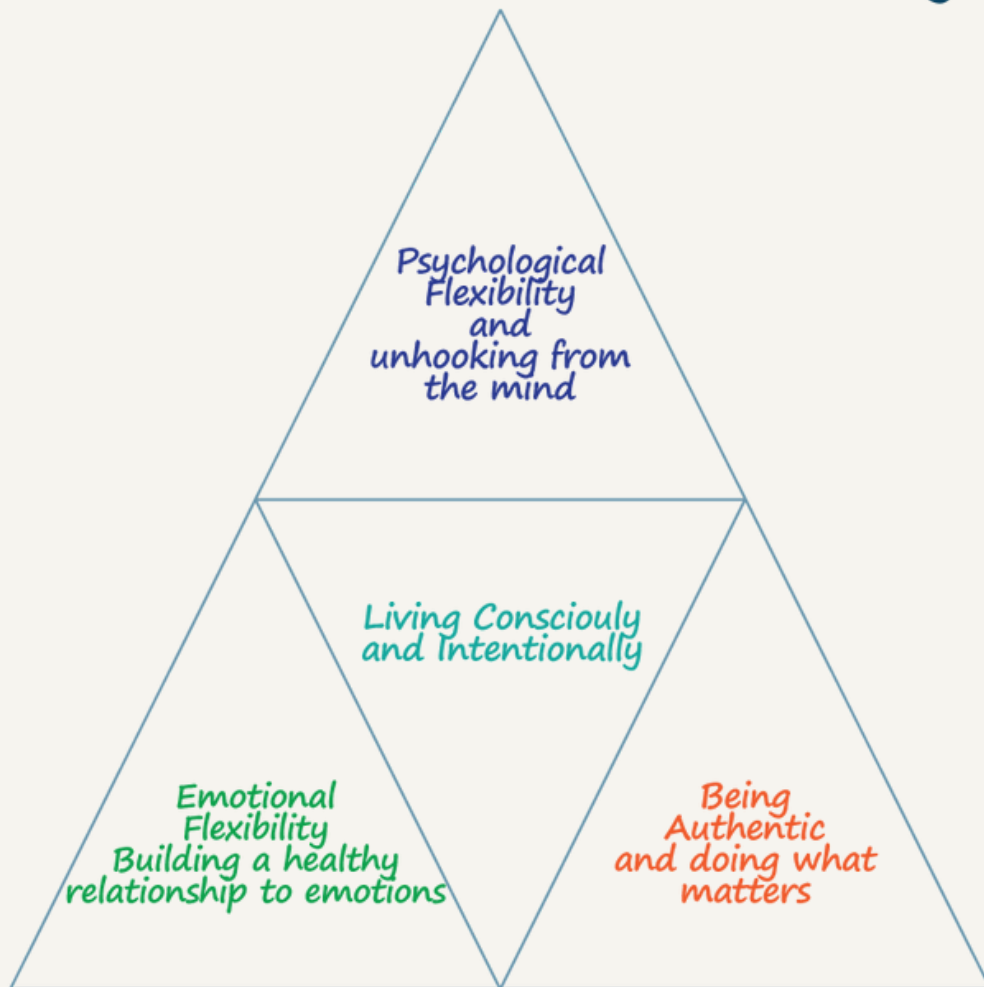 Psychological
Flexibility
and
unhooking from
the mind
Living Consciouly
and Intentionally
Emotional
Flexibility
Building a healthy
relationship to emotions
Being
Authentic
and doing what
matters